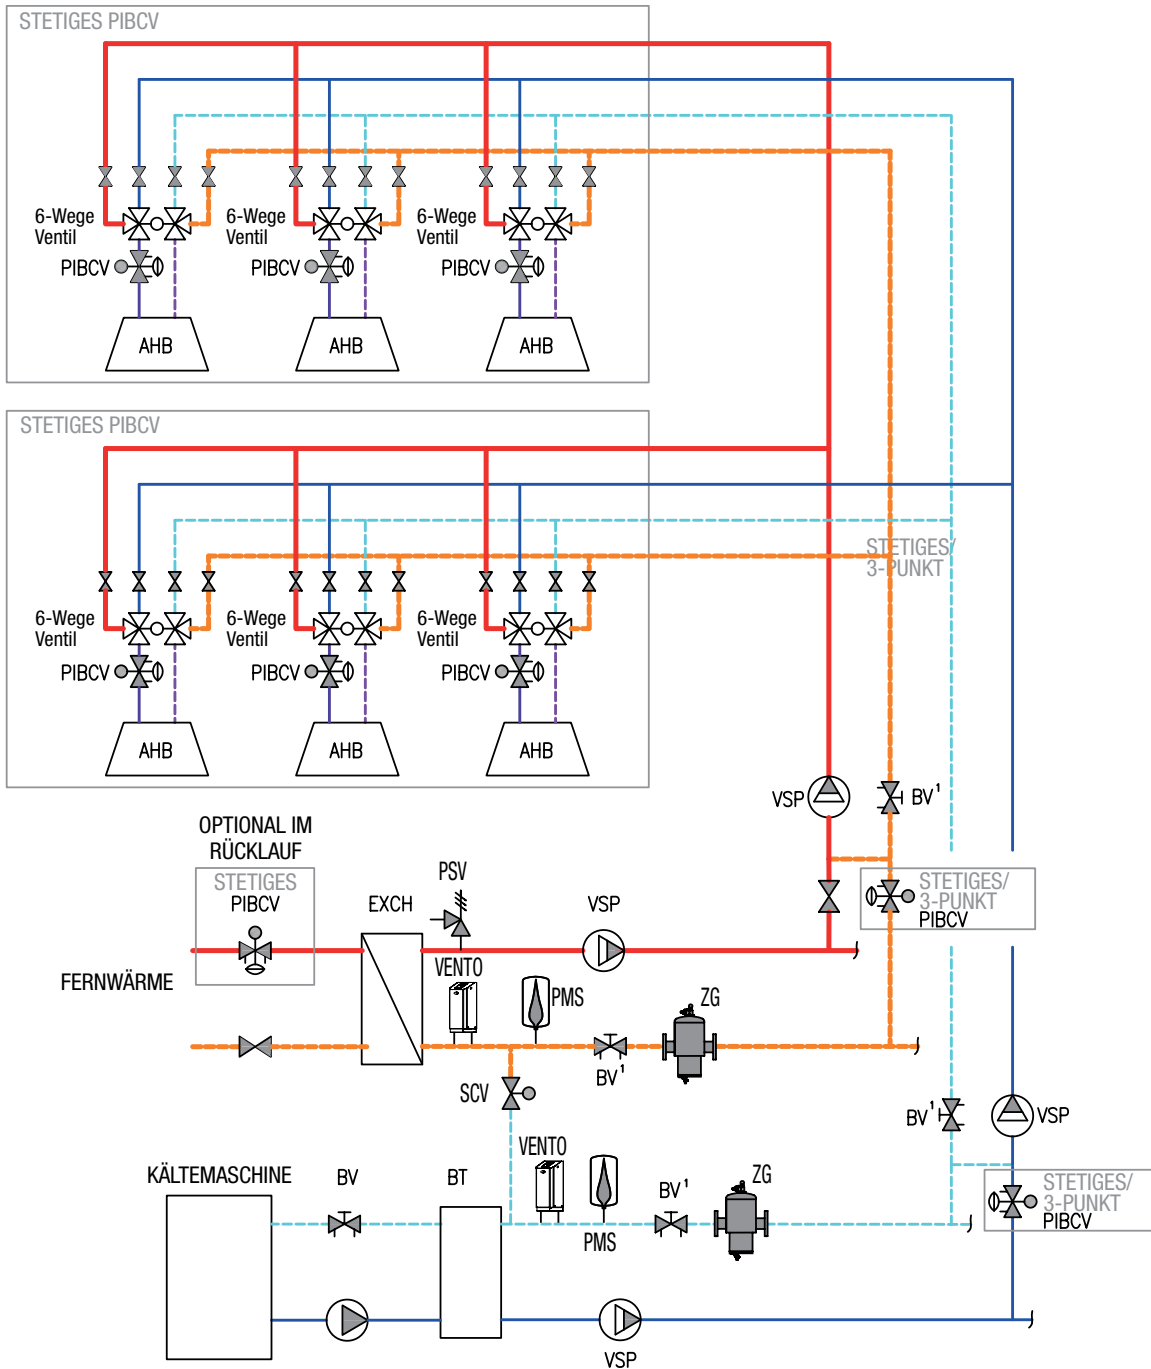 STETIGES PIBCV
6-Wege
Ventil
6-Wege
Ventil
6-Wege
Ventil
PIBCV
PIBCV
PIBCV
AHB
AHB
AHB
STETIGES PIBCV
STETIGES/
3-PUNKT
6-Wege
Ventil
6-Wege
Ventil
6-Wege
Ventil
PIBCV
PIBCV
PIBCV
AHB
AHB
AHB
VSP
BV¹
OPTIONAL IM
RÜCKLAUF
STETIGES
PIBCV
EXCH
PSV
VSP
STETIGES/
3-PUNKT
PIBCV
FERNWÄRME
VENTO
PMS
ZG
BV¹
SCV
BV¹
VSP
KÄLTEMASCHINE
BV
BT
VENTO
PMS
BV¹
ZG
STETIGES/
3-PUNKT
PIBCV
VSP